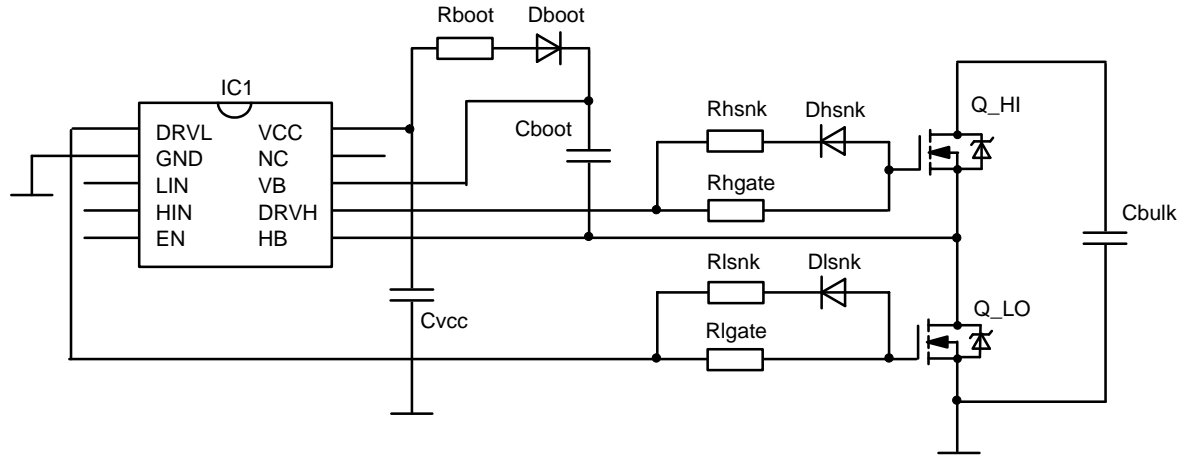 Rboot Dboot
IC1
DRVL VCC
GND NC
LIN VB
HIN DRVH
EN HB
Cboot
Rhsnk Dhsnk
Q_HI
Rhgate
Cbulk
Rlsnk Dlsnk
Q_LO
Cvcc
Rlgate